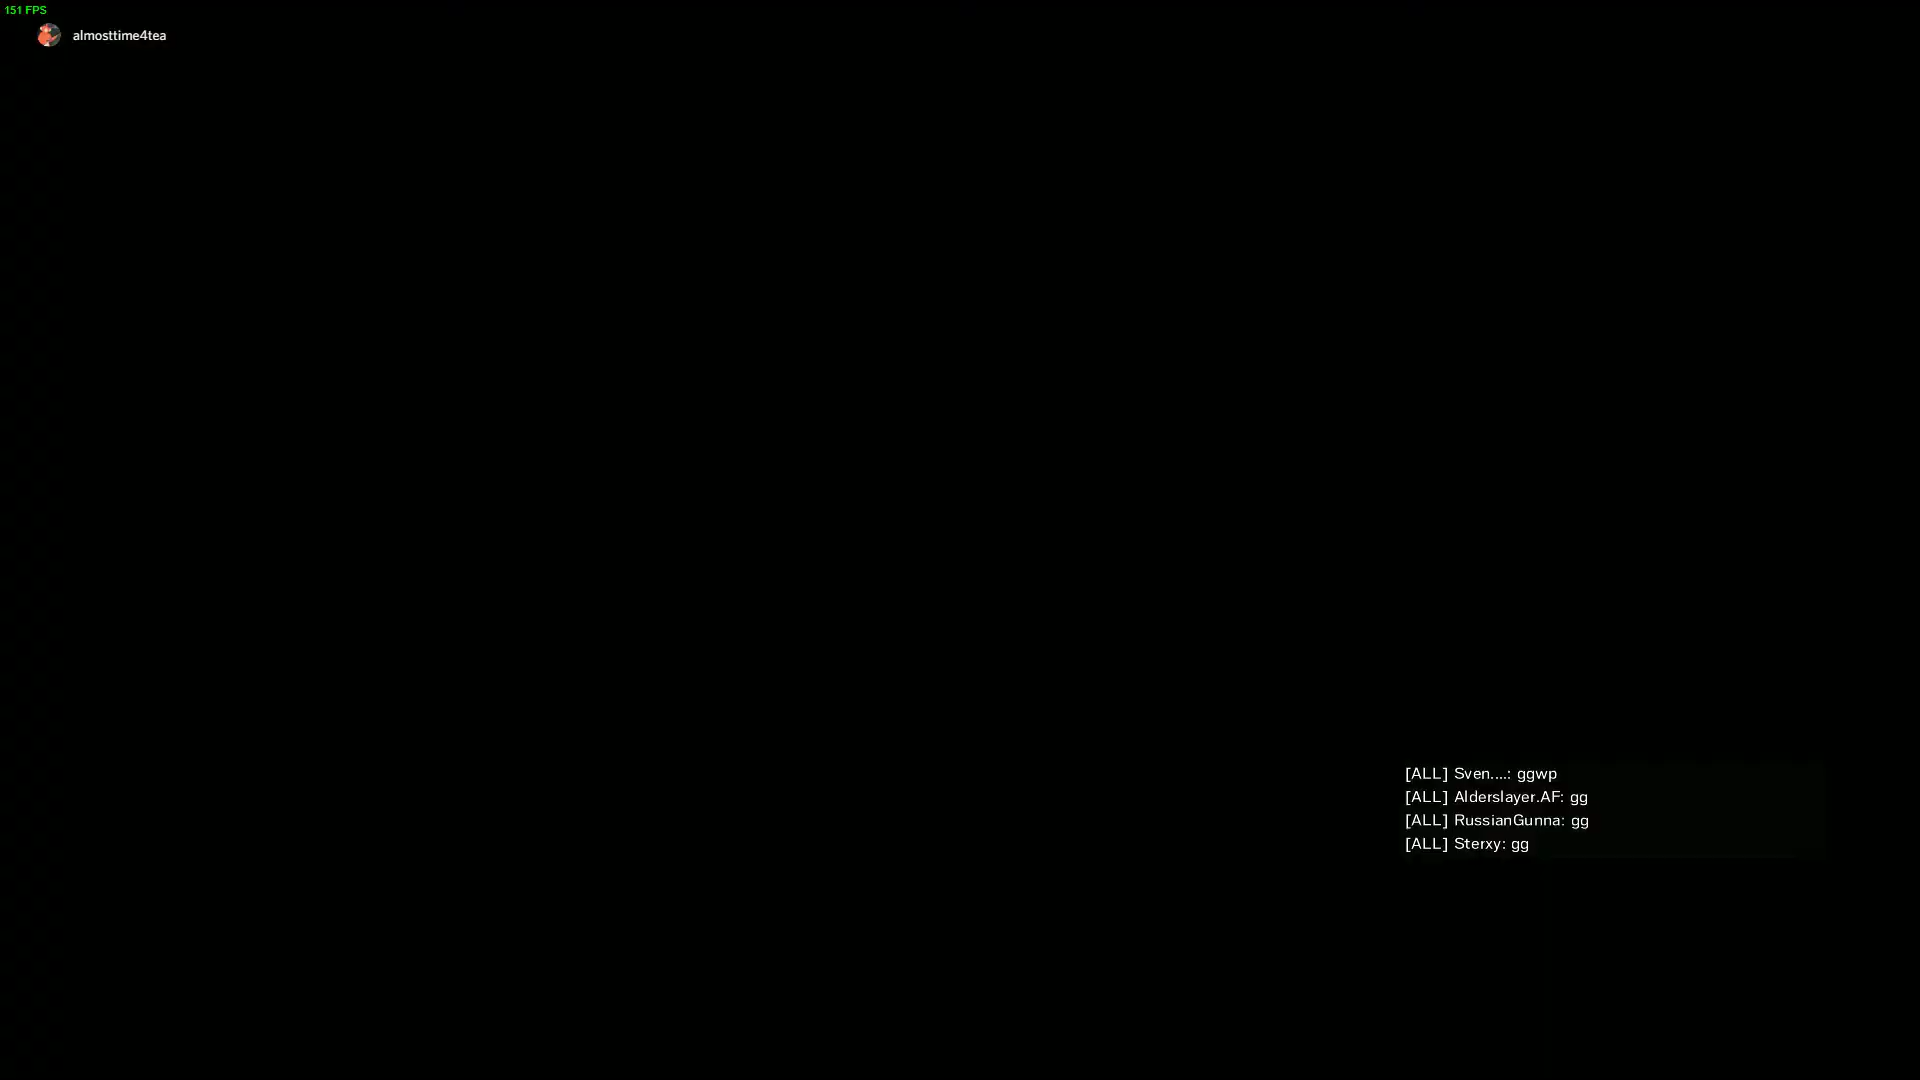 151 FPS
almosttime4tea
[ALL] Sven....: ggwp
[ALL] Alderslayer.AF: gg
[ALL] RussianGunna: gg
[ALL] Sterxy: gg